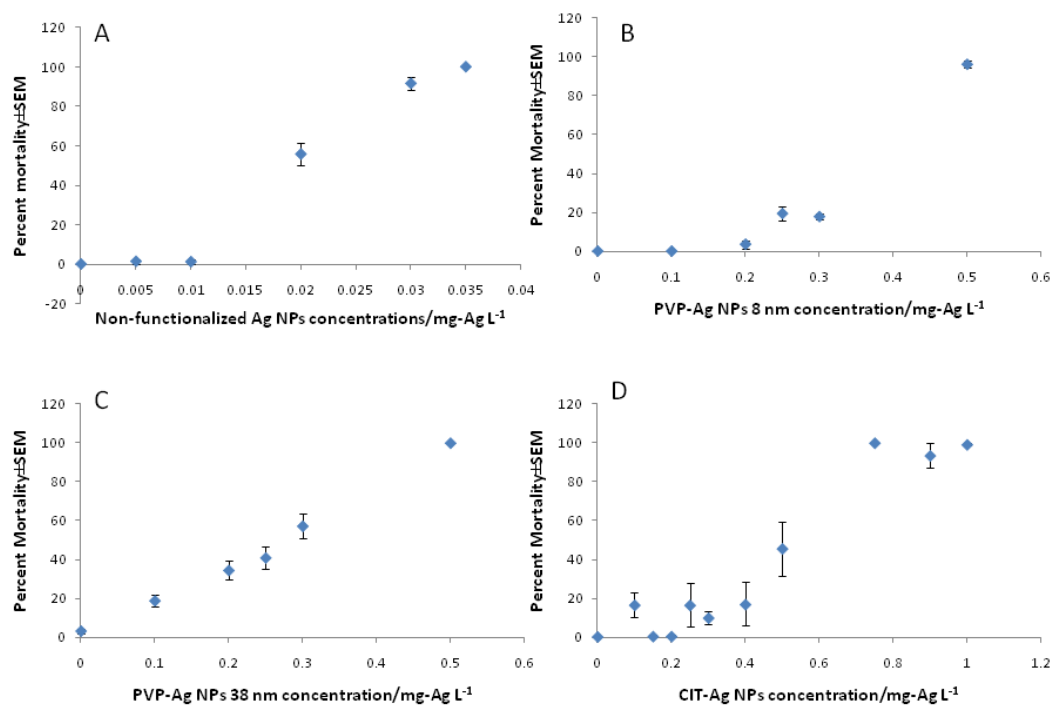 A
Percent mortality±SEM
120
100
80
60
40
20
0
-20
0 0.005 0.01 0.015 0.02 0.025 0.03 0.035 0.04
Non-functionalized Ag NPs concentrations/mg-Ag L⁻¹
B
Percent Mortality±SEM
120
100
80
60
40
20
0
0 0.1 0.2 0.3 0.4 0.5 0.6
PVP-Ag NPs 8 nm concentration/mg-Ag L⁻¹
C
Percent Mortality±SEM
120
100
80
60
40
20
0
0 0.1 0.2 0.3 0.4 0.5 0.6
PVP-Ag NPs 38 nm concentration/mg-Ag L⁻¹
D
Percent Mortality±SEM
120
100
80
60
40
20
0
0 0.2 0.4 0.6 0.8 1 1.2
CIT-Ag NPs concentration/mg-Ag L⁻¹